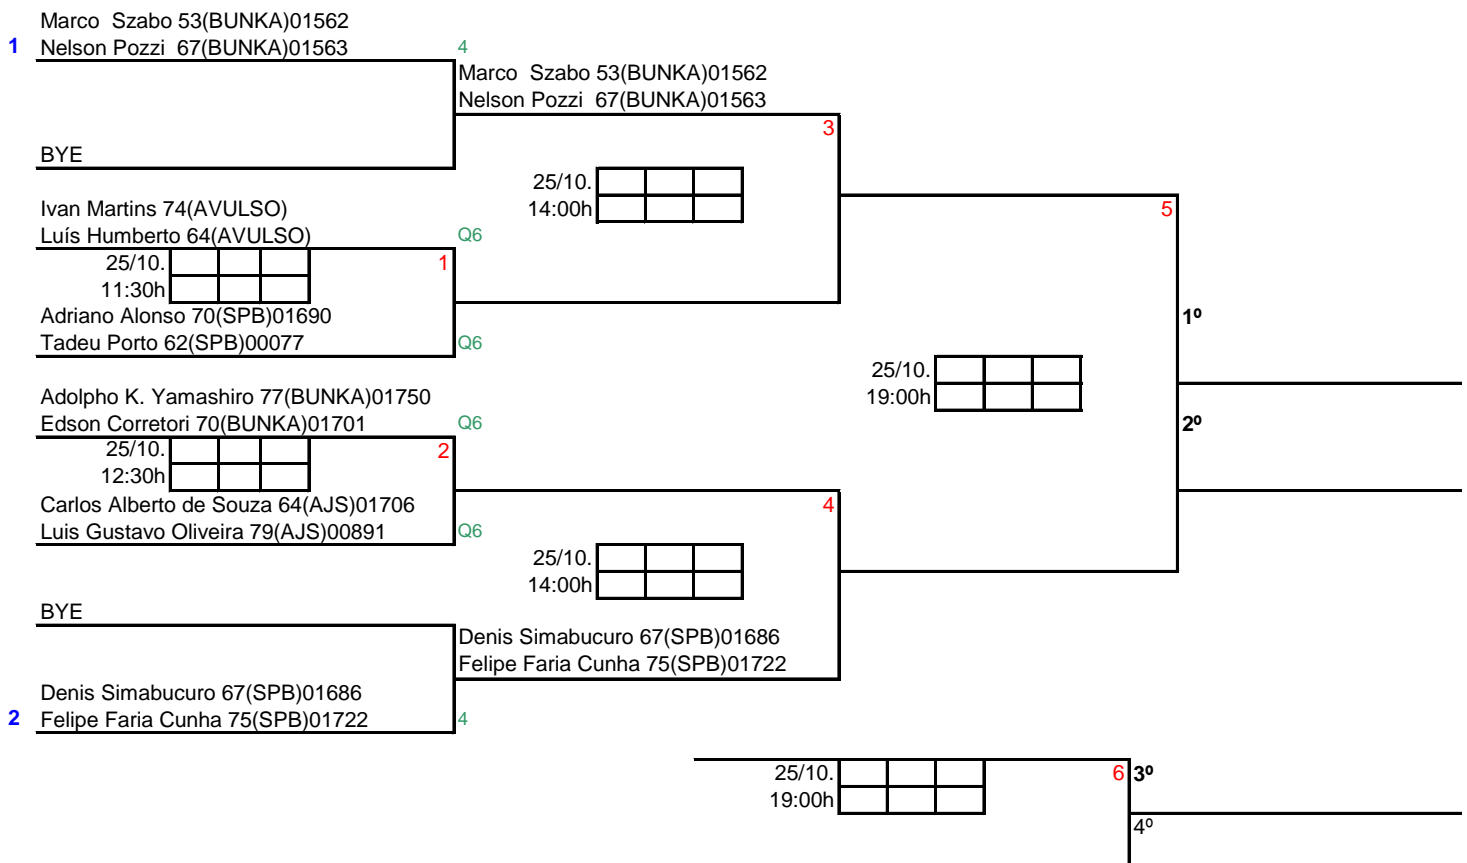 Marco  Szabo 53(BUNKA)01562
1 Nelson Pozzi  67(BUNKA)01563 4
Marco  Szabo 53(BUNKA)01562
Nelson Pozzi  67(BUNKA)01563
3
BYE
25/10.
14:00h
Ivan Martins 74(AVULSO)
5
Luís Humberto 64(AVULSO) Q6
25/10. 1
11:30h
Adriano Alonso 70(SPB)01690
1º
Tadeu Porto 62(SPB)00077 Q6
25/10.
19:00h
Adolpho K. Yamashiro 77(BUNKA)01750
Edson Corretori 70(BUNKA)01701 Q6
2º
25/10. 2
12:30h
Carlos Alberto de Souza 64(AJS)01706
4
Luis Gustavo Oliveira 79(AJS)00891 Q6
25/10.
14:00h
BYE
Denis Simabucuro 67(SPB)01686
Felipe Faria Cunha 75(SPB)01722
Denis Simabucuro 67(SPB)01686
2 Felipe Faria Cunha 75(SPB)01722 4
25/10. 6 3º
19:00h
4º